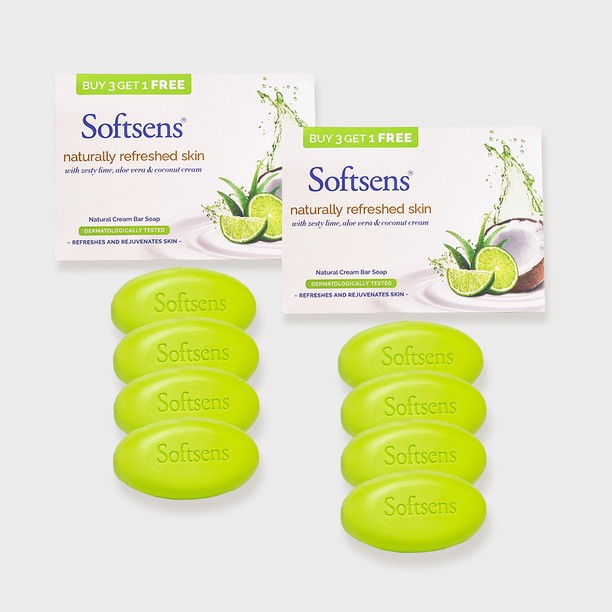 BUY 3 GET 1 FREE
Softsens®
naturally refreshed skin
with zesty lime, aloe vera & coconut cream
Natural Cream Bar Soap
DERMATOLOGICALLY TESTED
- REFRESHES AND REJUVENATES SKIN -
BUY 3 GET 1 FREE
Softsens®
naturally refreshed skin
with zesty lime, aloe vera & coconut cream
Natural Cream Bar Soap
DERMATOLOGICALLY TESTED
- REFRESHES AND REJUVENATES SKIN -
Softsens
Softsens
Softsens
Softsens
Softsens
Softsens
Softsens
Softsens